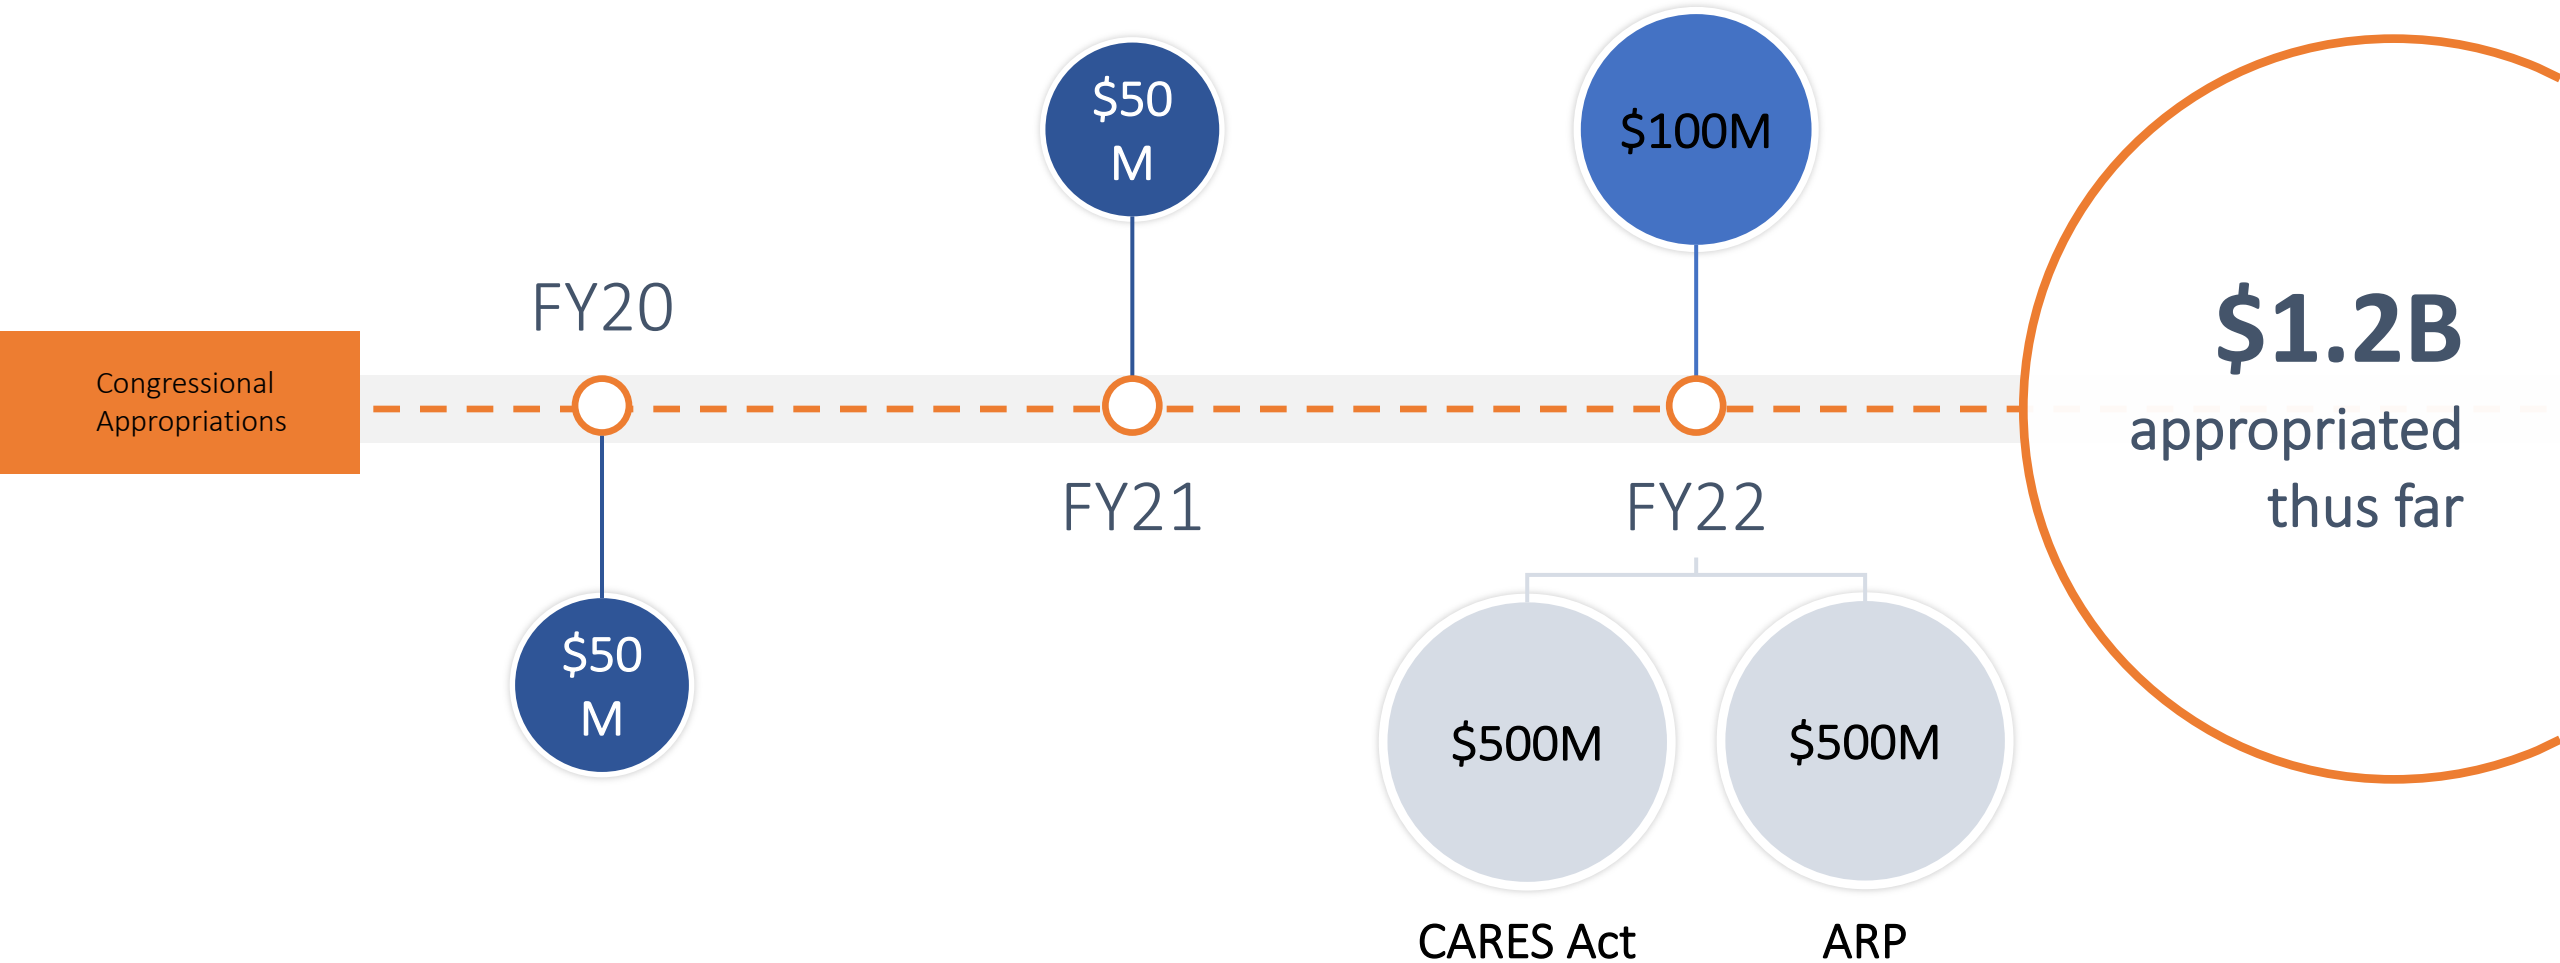 Congressional
Appropriations
FY20
$50
M
$50
M
FY21
$100M
FY22
$500M
CARES Act
$500M
ARP
$1.2B
appropriated
thus far